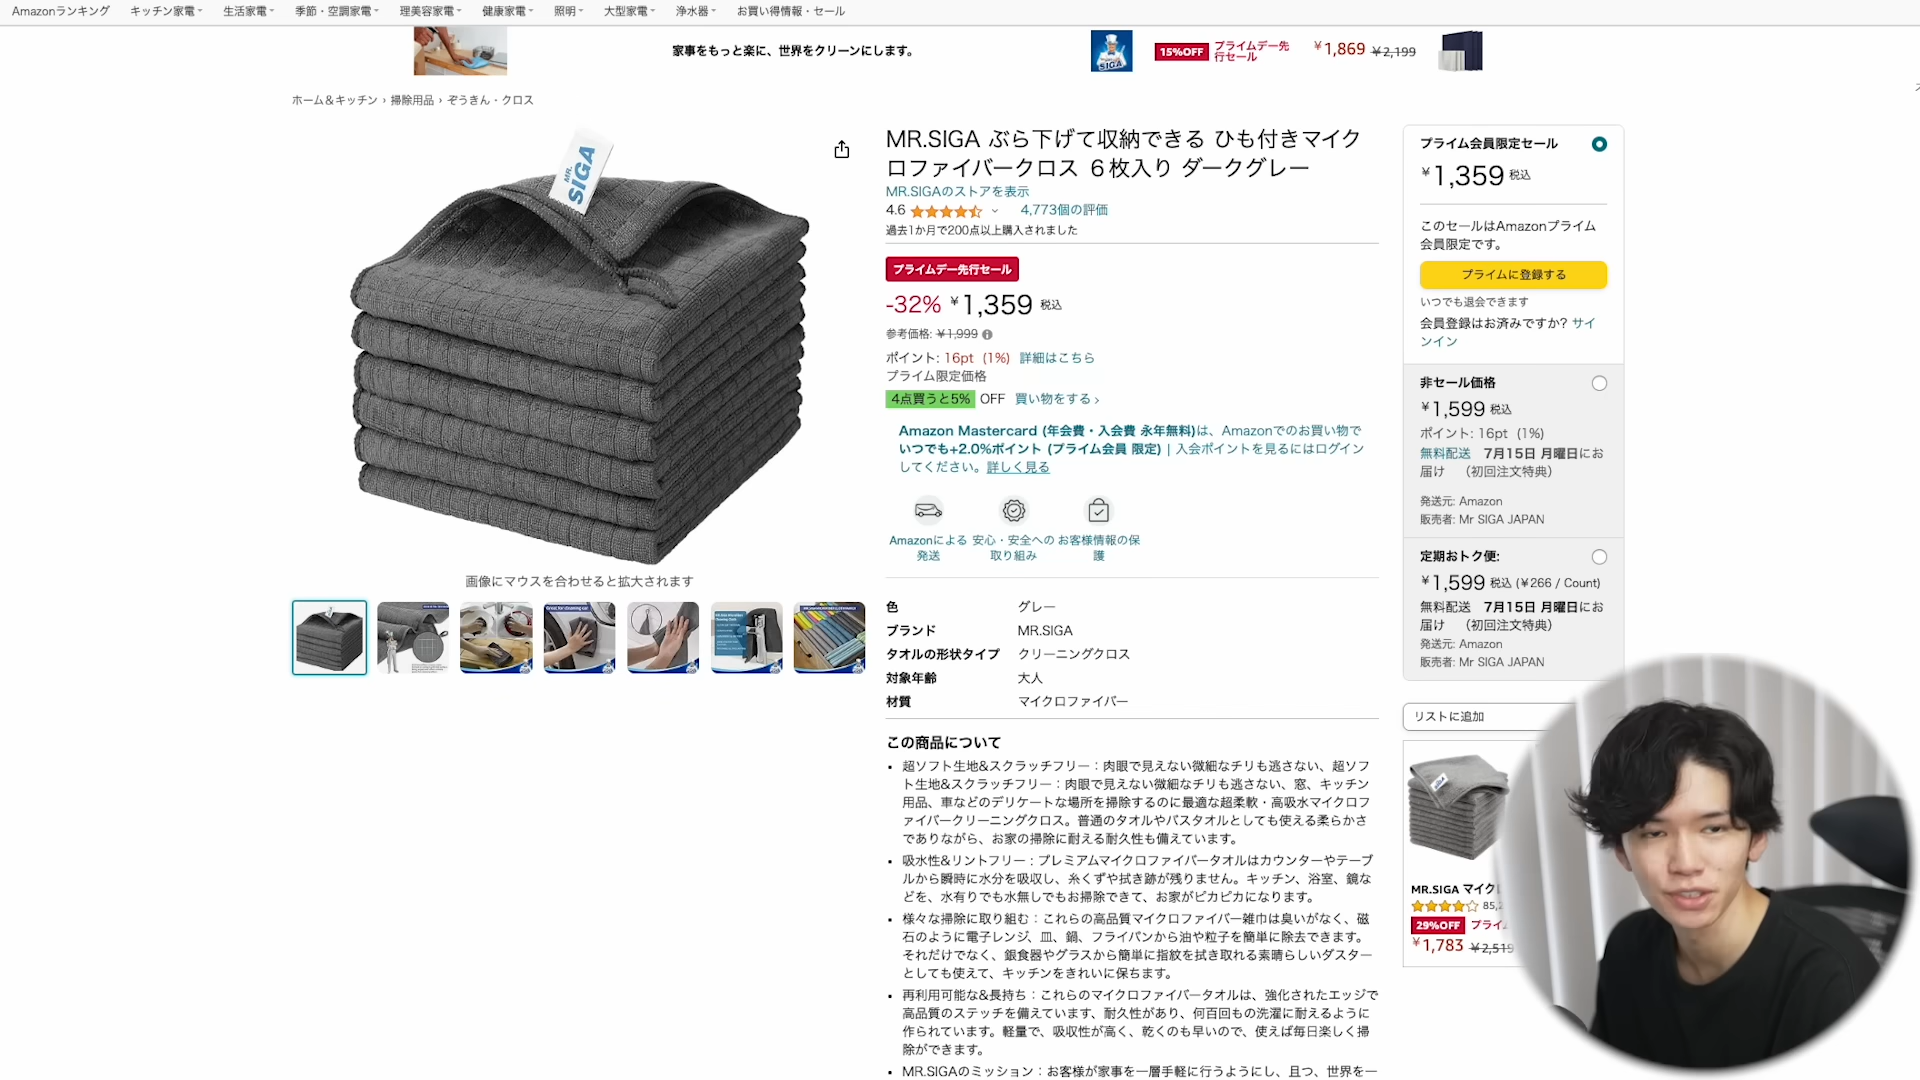 Amazonランキング キッチン家電 生活家電 季節・空調家電 理美容家電 健康家電 照明 大型家電 浄水器 お買い得情報・セール
家事をもっと楽に、世界をクリーンにします。
SIGA
15%OFF プライムデー先行セール
¥1,869 ¥2,199
ホーム＆キッチン › 掃除用品 › ぞうきん・クロス
MR. SIGA
画像にマウスを合わせると拡大されます
Great for cleaning car
MR.SIGA ぶら下げて収納できる ひも付きマイク
ロファイバークロス ６枚入り ダークグレー
MR.SIGAのストアを表示
4.6 4,773個の評価
過去1か月で200点以上購入されました
プライムデー先行セール
-32% ¥1,359 税込
参考価格: ¥1,999
ポイント: 16pt (1%) 詳細はこちら
プライム限定価格
4点買うと5% OFF 買い物をする ›
Amazon Mastercard (年会費・入会費 永年無料)は、Amazonでのお買い物で
いつでも+2.0%ポイント (プライム会員 限定) | 入会ポイントを見るにはログイン
してください。詳しく見る
Amazonによる発送
安心・安全への取り組み
お客様情報の保護
色 グレー
ブランド MR.SIGA
タオルの形状タイプ クリーニングクロス
対象年齢 大人
材質 マイクロファイバー
この商品について
超ソフト生地&スクラッチフリー：肉眼で見えない微細なチリも逃さない、超ソフ
ト生地&スクラッチフリー：肉眼で見えない微細なチリも逃さない、窓、キッチン
用品、車などのデリケートな場所を掃除するのに最適な超柔軟・高吸水マイクロフ
ァイバークリーニングクロス。普通のタオルやバスタオルとしても使える柔らかさ
でありながら、お家の掃除に耐える耐久性も備えています。
吸水性&リントフリー：プレミアムマイクロファイバータオルはカウンターやテーブ
ルから瞬時に水分を吸収し、糸くずや拭き跡が残りません。キッチン、浴室、鏡な
どを、水有りでも水無しでもお掃除できて、お家がピカピカになります。
様々な掃除に取り組む：これらの高品質マイクロファイバー雑巾は臭いがなく、磁
石のように電子レンジ、皿、鍋、フライパンから油や粒子を簡単に除去できます。
それだけでなく、銀食器やグラスから簡単に指紋を拭き取れる素晴らしいダスター
としても使えて、キッチンをきれいに保ちます。
再利用可能な&長持ち：これらのマイクロファイバータオルは、強化されたエッジで
高品質のステッチを備えています、耐久性があり、何百回もの洗濯に耐えるように
作られています。軽量で、吸収性が高く、乾くのも早いので、使えば毎日楽しく掃
除ができます。
MR.SIGAのミッション：お客様が家事を一層手軽に行うようにし、且つ、世界を一
プライム会員限定セール
¥1,359 税込
このセールはAmazonプライム
会員限定です。
プライムに登録する
いつでも退会できます
会員登録はお済みですか? サイ
ンイン
非セール価格
¥1,599 税込
ポイント: 16pt (1%)
無料配送 7月15日 月曜日にお
届け （初回注文特典）
発送元: Amazon
販売者: Mr SIGA JAPAN
定期おトク便:
¥1,599 税込 (¥266 / Count)
無料配送 7月15日 月曜日にお
届け （初回注文特典）
発送元: Amazon
販売者: Mr SIGA JAPAN
リストに追加
MR.SIGA マイク
85,2
29%OFF プライム
¥1,783 ¥2,519